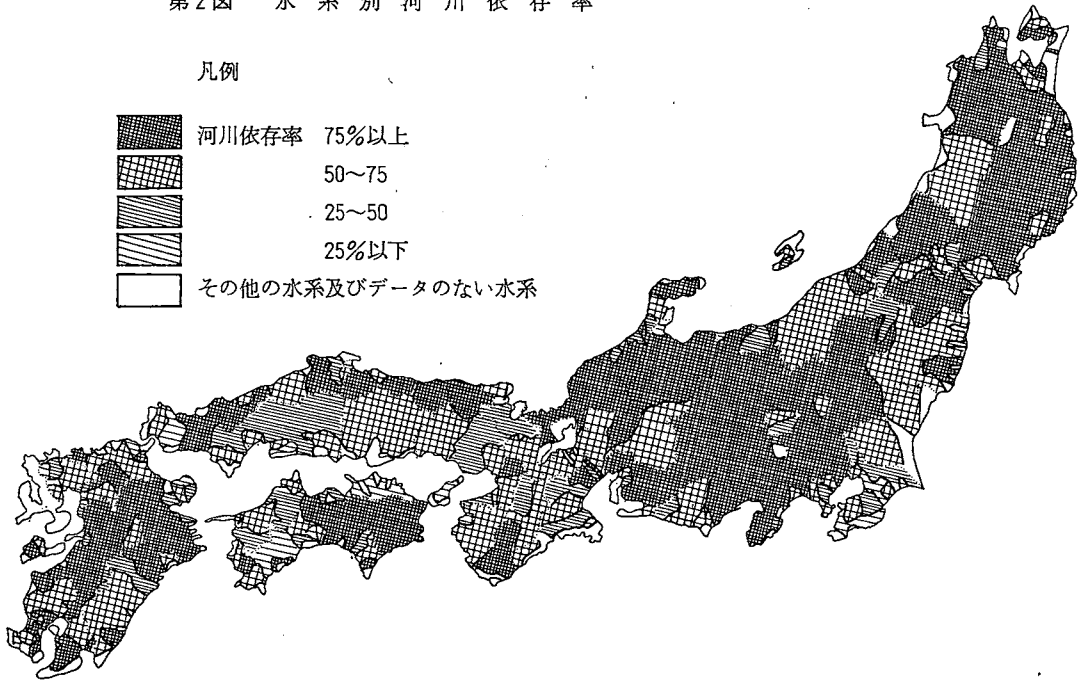 第2図 水系別河川依存率
凡例
河川依存率 75%以上
50～75
25～50
25%以下
その他の水系及びデータのない水系